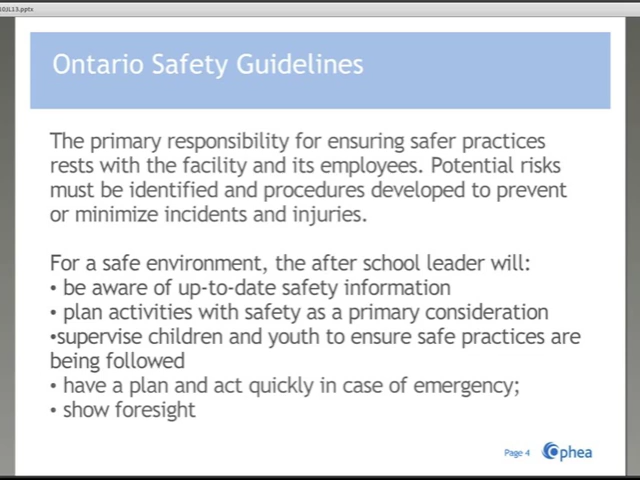 10JL13.pptx
Ontario Safety Guidelines
The primary responsibility for ensuring safer practices
rests with the facility and its employees. Potential risks
must be identified and procedures developed to prevent
or minimize incidents and injuries.
For a safe environment, the after school leader will:
• be aware of up-to-date safety information
• plan activities with safety as a primary consideration
•supervise children and youth to ensure safe practices are
being followed
• have a plan and act quickly in case of emergency;
• show foresight
Page 4 Ophea